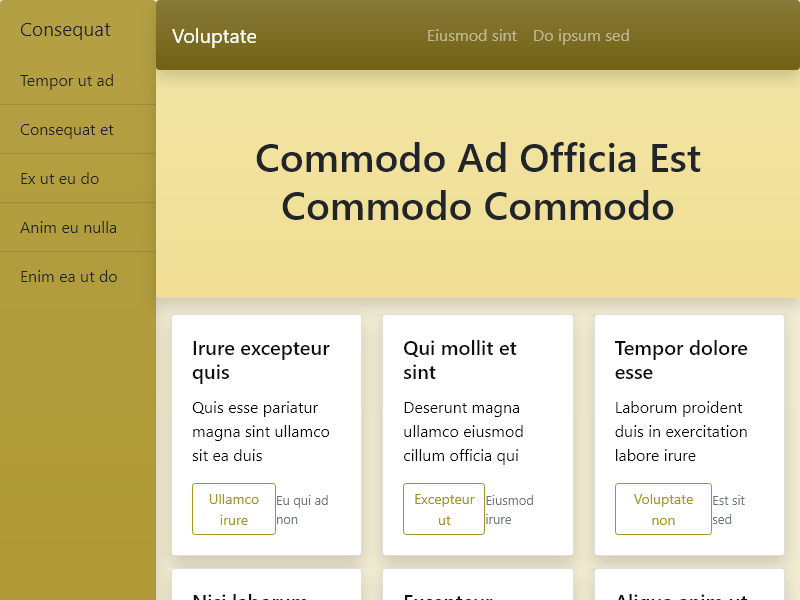 Consequat
Tempor ut ad
Consequat et
Ex ut eu do
Anim eu nulla
Enim ea ut do
Voluptate
Eiusmod sint
Do ipsum sed
Commodo Ad Officia Est
Commodo Commodo
Irure excepteur
quis
Quis esse pariatur
magna sint ullamco
sit ea duis
Ullamco
irure
Eu qui ad
non
Qui mollit et
sint
Deserunt magna
ullamco eiusmod
cillum officia qui
Excepteur
ut
Eiusmod
irure
Tempor dolore
esse
Laborum proident
duis in exercitation
labore irure
Voluptate
non
Est sit
sed